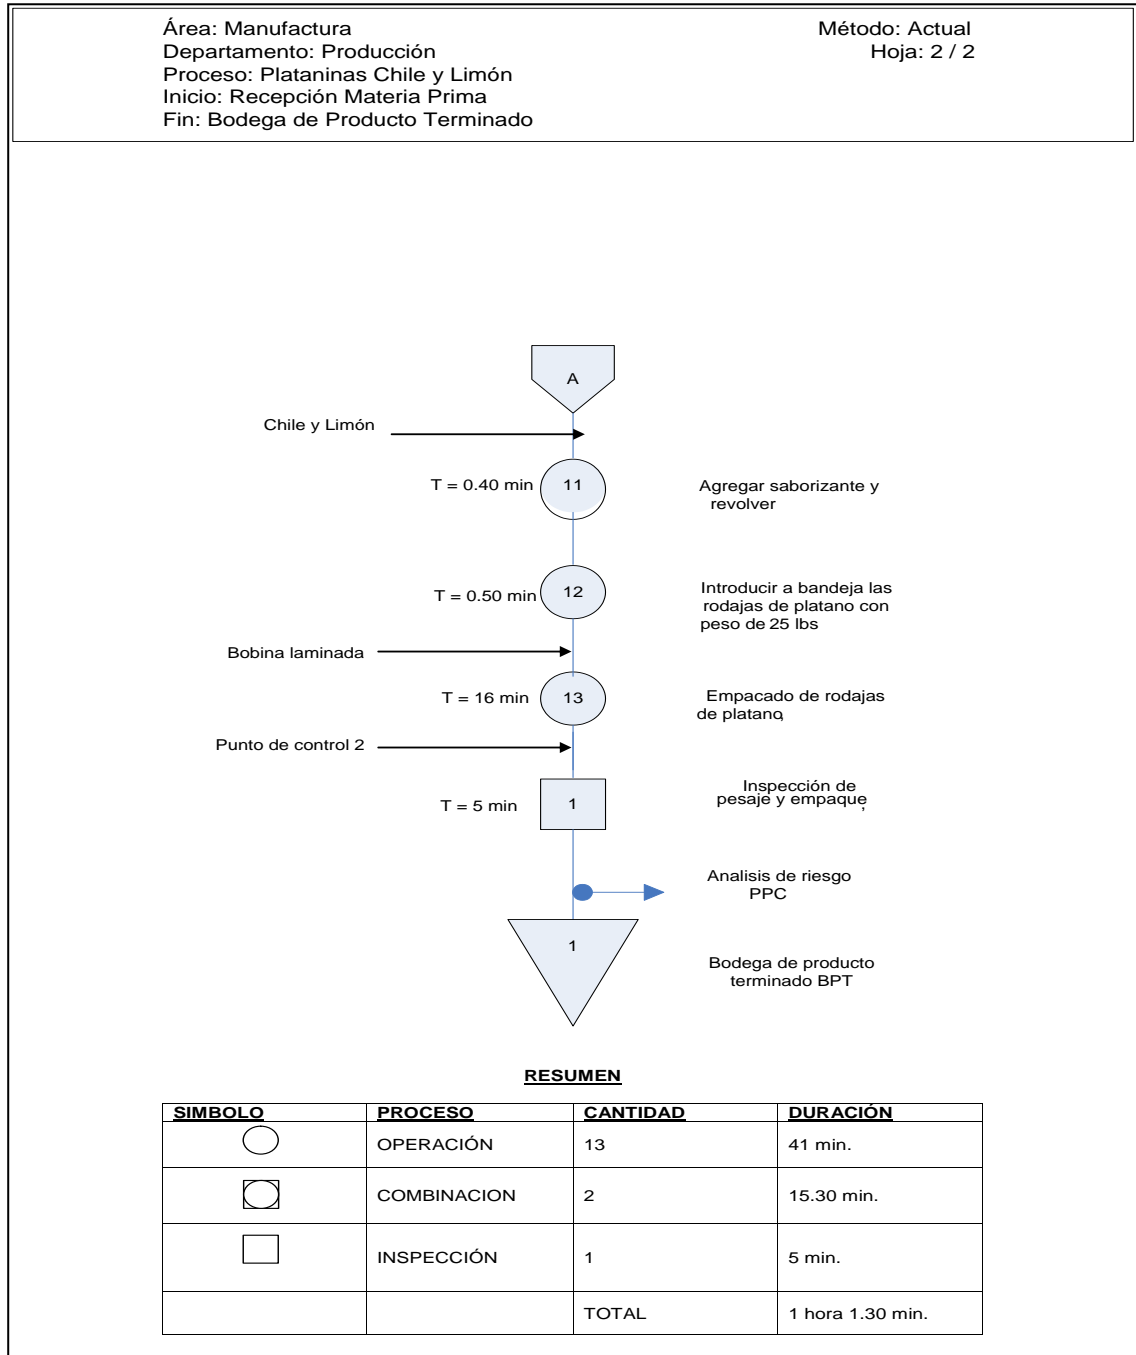 Área: Manufactura
Método: Actual
Departamento: Producción
Hoja: 2 / 2
Proceso: Plataninas Chile y Limón
Inicio: Recepción Materia Prima
Fin: Bodega de Producto Terminado
A
Chile y Limón
T = 0.40 min
11
Agregar saborizante y
revolver
T = 0.50 min
12
Introducir a bandeja las
rodajas de platano con
peso de 25 lbs
Bobina laminada
T = 16 min
13
Empacado de rodajas
de platano,
Punto de control 2
T = 5 min
1
Inspección de
pesaje y empaque,
Analisis de riesgo
PPC
1
Bodega de producto
terminado BPT
RESUMEN
SIMBOLO PROCESO CANTIDAD DURACIÓN
OPERACIÓN 13 41 min.
COMBINACION 2 15.30 min.
INSPECCIÓN 1 5 min.
TOTAL 1 hora 1.30 min.